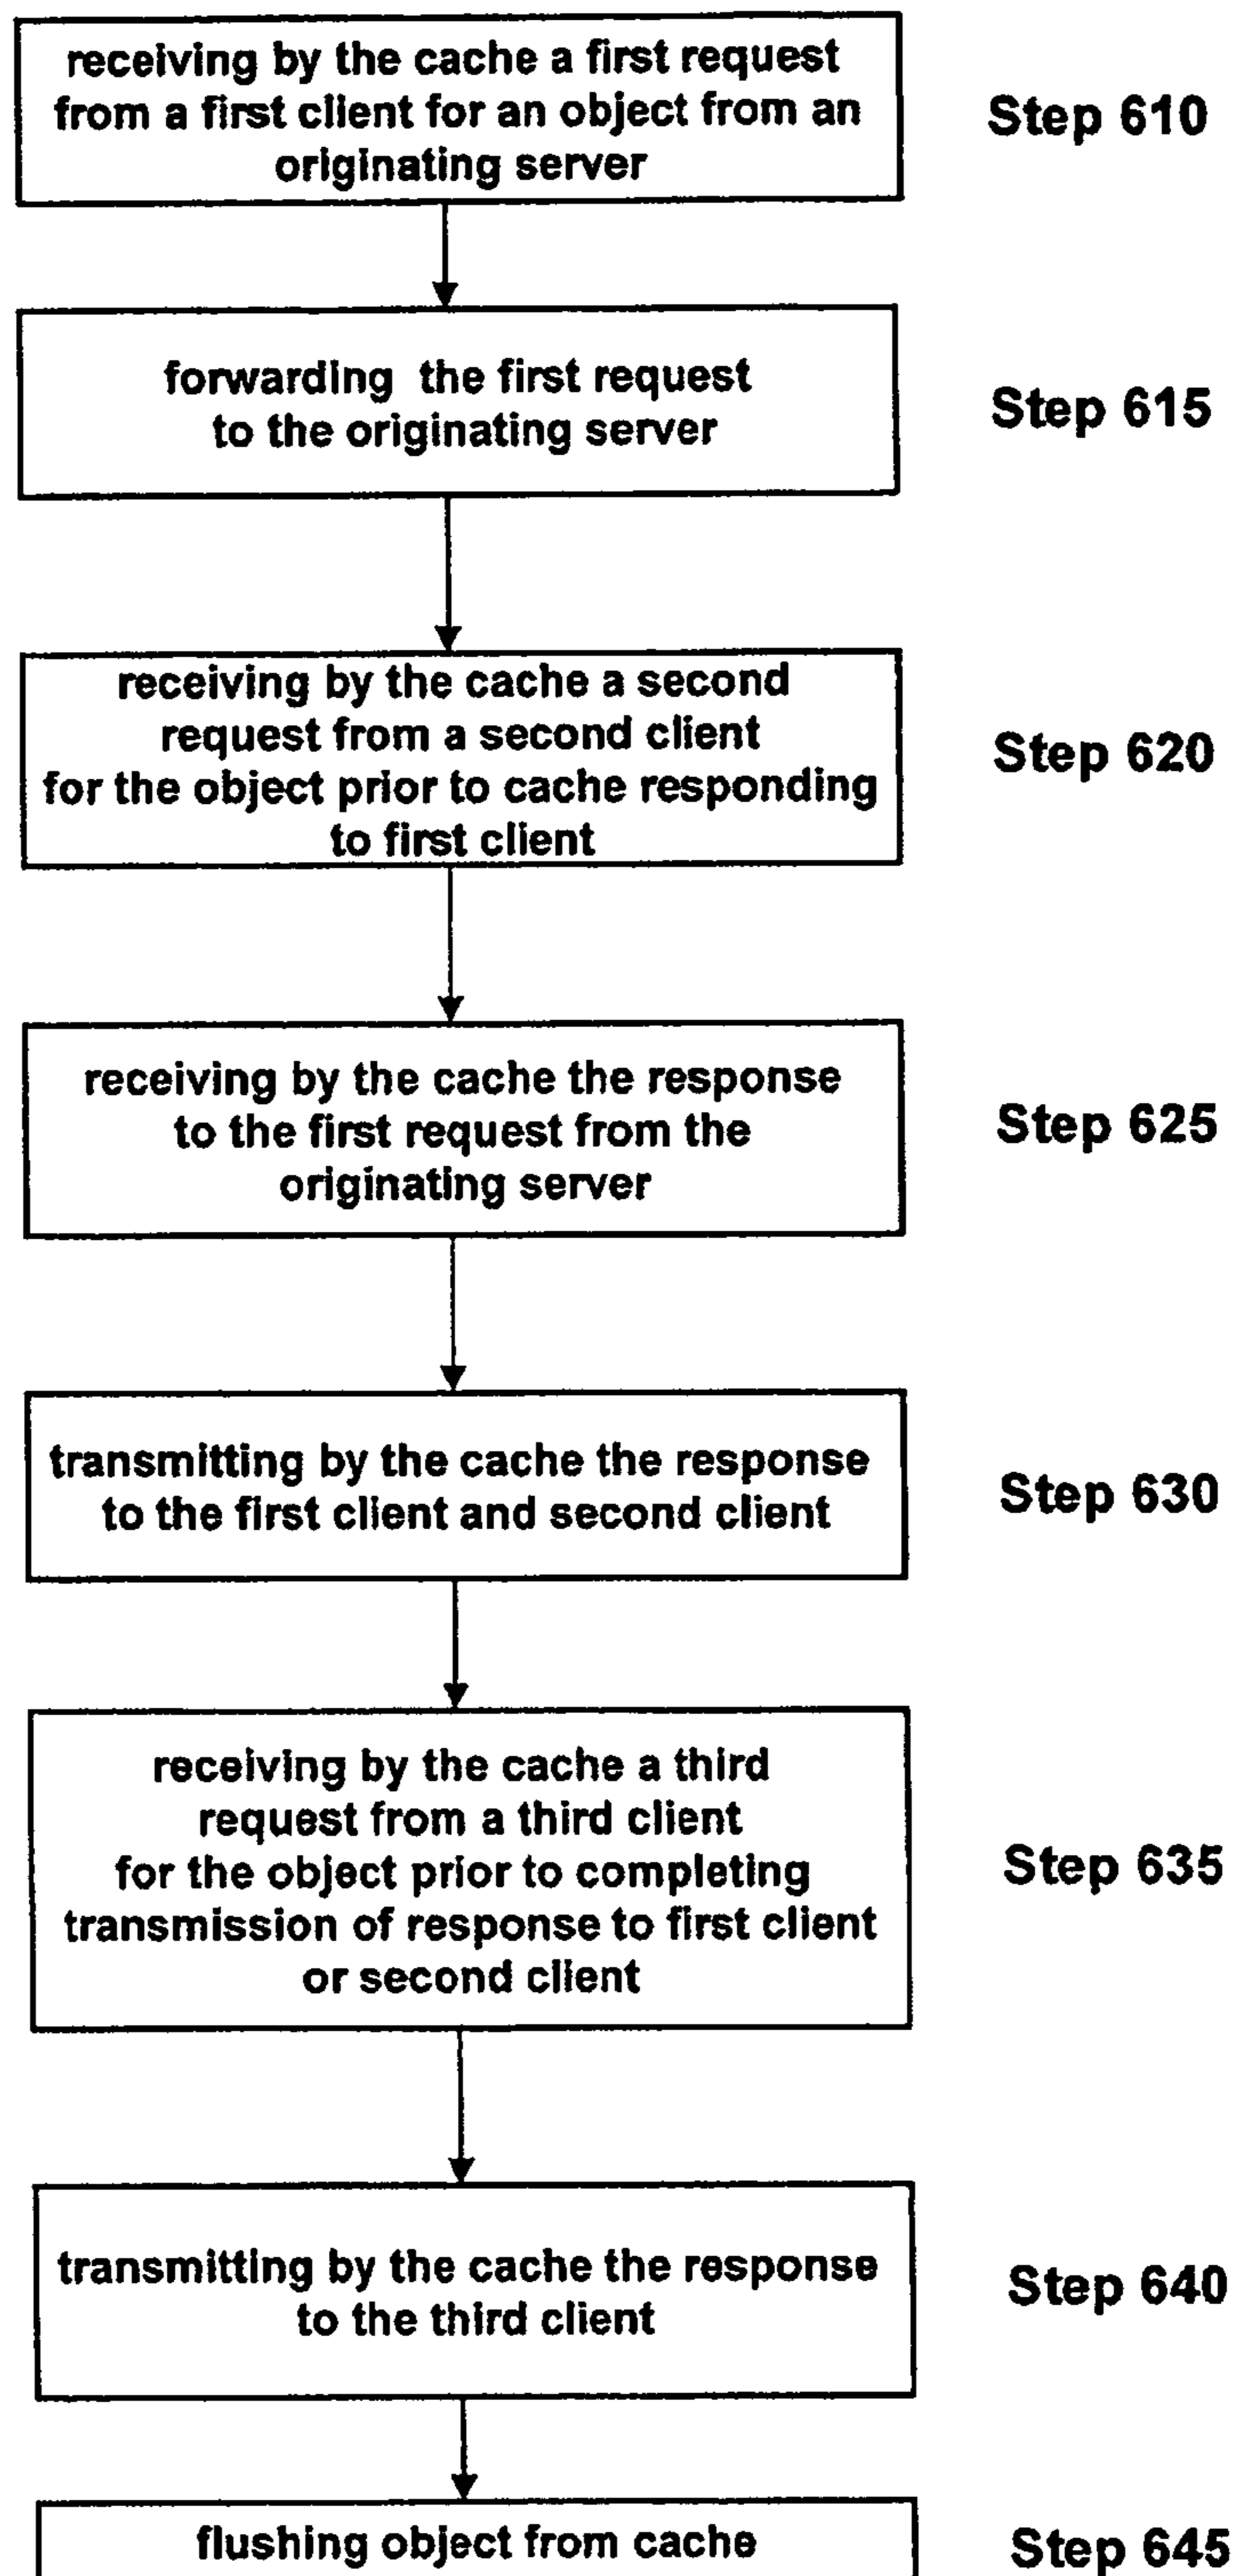 receiving by the cache a first request
from a first client for an object from an
originating server
Step 610
forwarding the first request
to the originating server
Step 615
receiving by the cache a second
request from a second client
for the object prior to cache responding
to first client
Step 620
receiving by the cache the response
to the first request from the
originating server
Step 625
transmitting by the cache the response
to the first client and second client
Step 630
receiving by the cache a third
request from a third client
for the object prior to completing
transmission of response to first client
or second client
Step 635
transmitting by the cache the response
to the third client
Step 640
flushing object from cache
Step 645